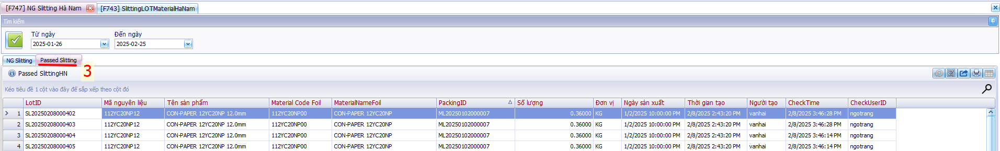 [F747] NG Slitting Hà Nam [F743] SlittingLOTMaterialHaNam
Tìm kiếm
Từ ngày Đến ngày
2025-01-26 2025-02-25
NG Slitting Passed Slitting 3
Passed SlittingHN
Kéo tiêu đề 1 cột vào đây để sắp xếp theo cột đó
LotID Mã nguyên liệu Tên sản phẩm Material Code Foil MaterialNameFoil PackingID Số lượng Đơn vị Ngày sản xuất Thời gian tạo Người tạo CheckTime CheckUserID
1 SL20250208000402 112YC20NP12 CON-PAPER 12YC20NP 12.0mm 112YC20NP00 CON-PAPER 12YC20NP ML20250102000007 0.36000 KG 1/2/2025 10:00:00 PM 2/8/2025 2:43:20 PM vanhai 2/8/2025 3:46:28 PM ngotrang
2 SL20250208000403 112YC20NP12 CON-PAPER 12YC20NP 12.0mm 112YC20NP00 CON-PAPER 12YC20NP ML20250102000007 0.36000 KG 1/2/2025 10:00:00 PM 2/8/2025 2:43:20 PM vanhai 2/8/2025 3:46:28 PM ngotrang
3 SL20250208000404 112YC20NP12 CON-PAPER 12YC20NP 12.0mm 112YC20NP00 CON-PAPER 12YC20NP ML20250102000007 0.36000 KG 1/2/2025 10:00:00 PM 2/8/2025 2:43:20 PM vanhai 2/8/2025 3:46:14 PM ngotrang
4 SL20250208000405 112YC20NP12 CON-PAPER 12YC20NP 12.0mm 112YC20NP00 CON-PAPER 12YC20NP ML20250102000007 0.36000 KG 1/2/2025 10:00:00 PM 2/8/2025 2:43:20 PM vanhai 2/8/2025 3:46:14 PM ngotrang